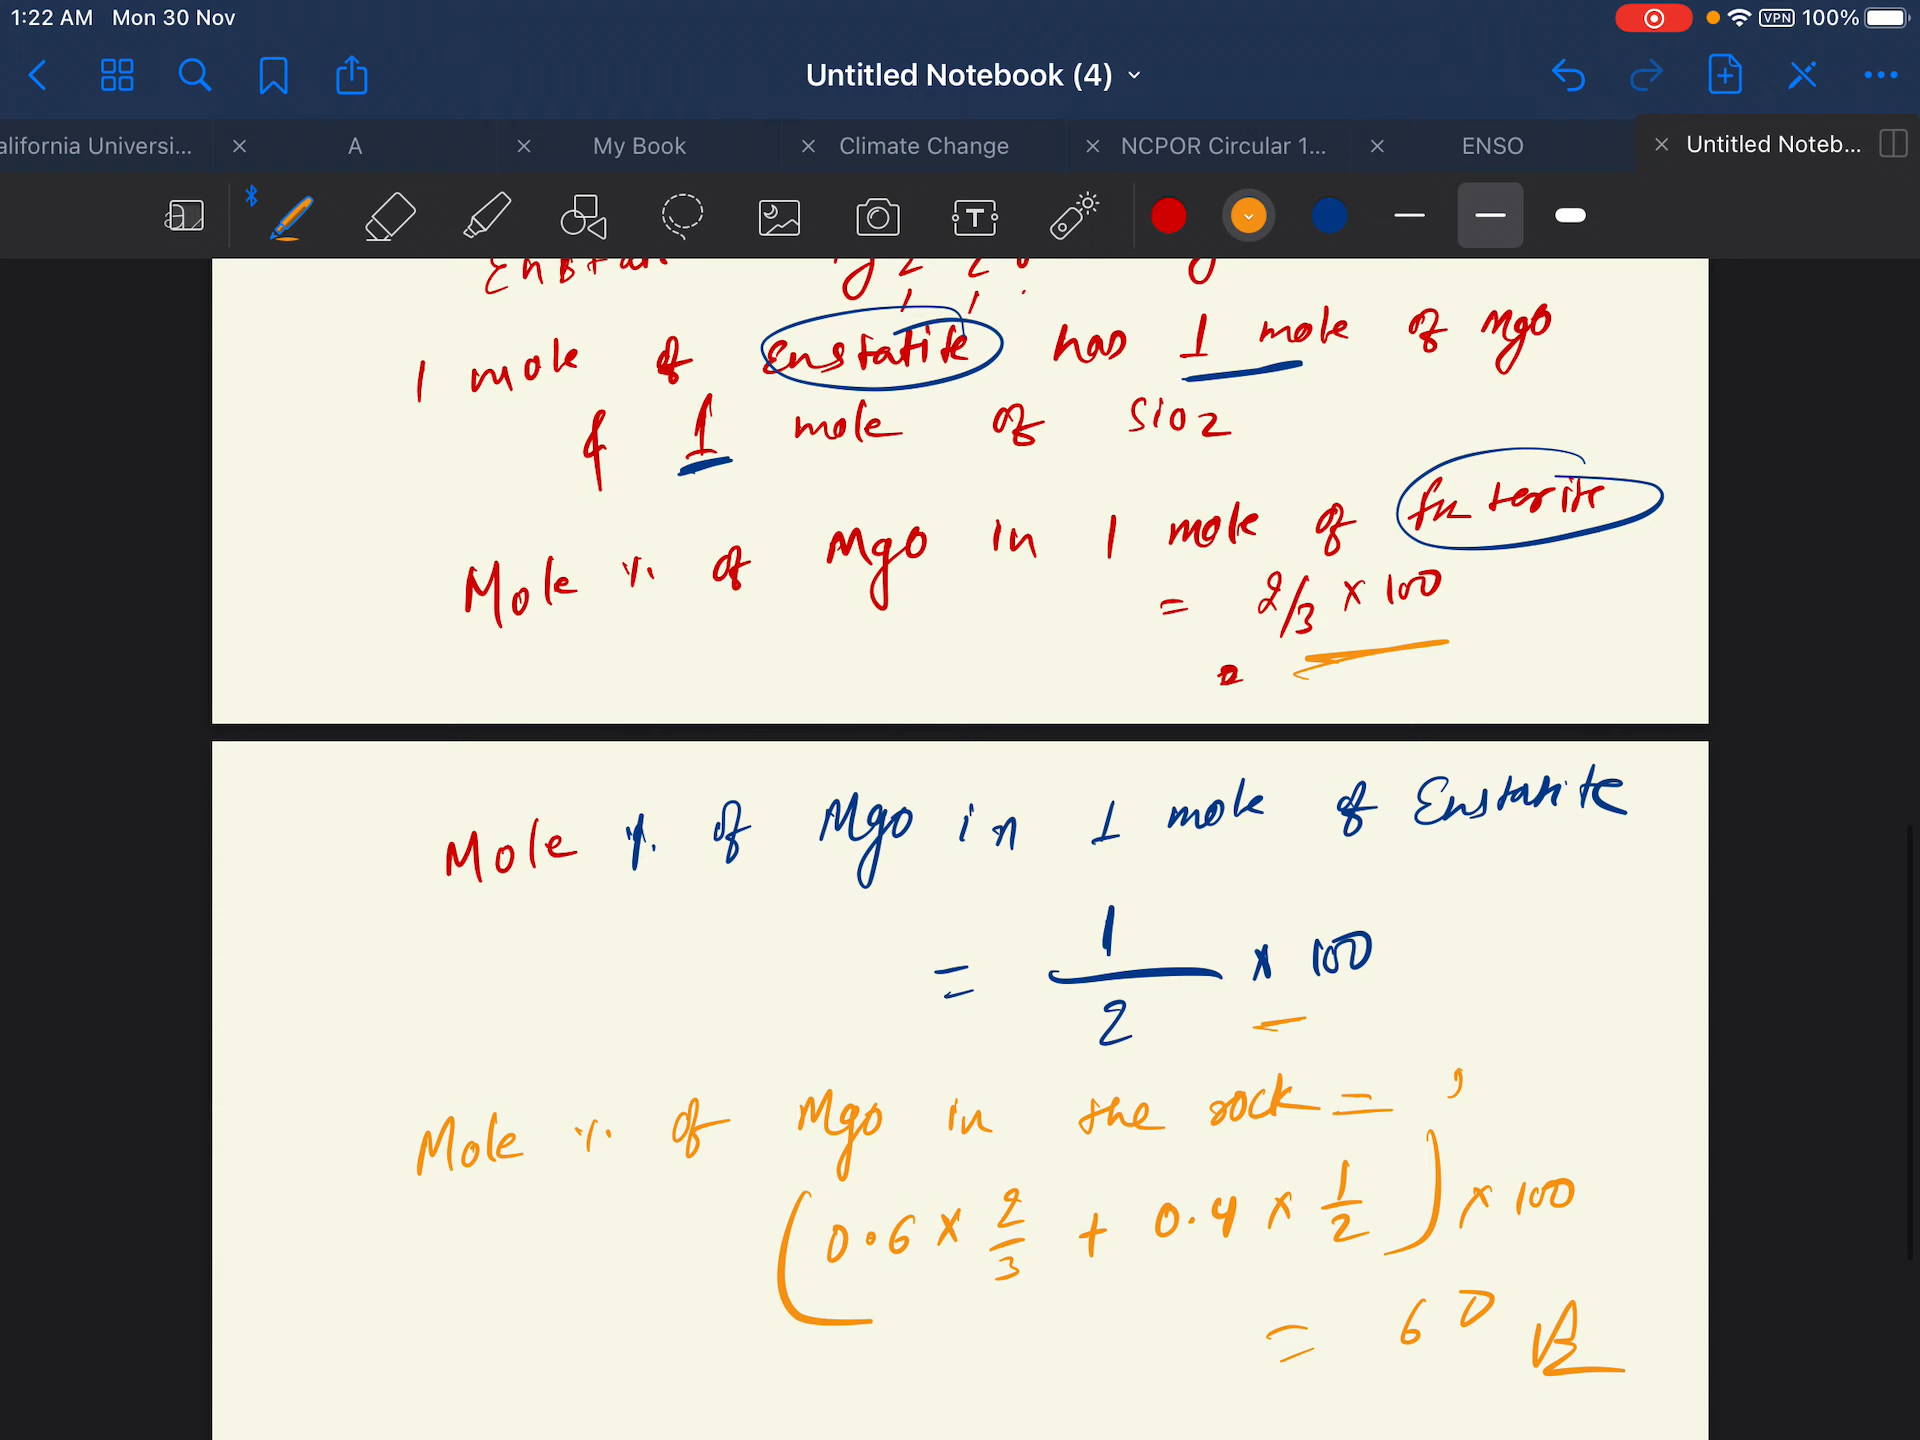 1:22 AM Mon 30 Nov
VPN 100%
Untitled Notebook (4)
alifornia Universi... × A × My Book × Climate Change × NCPOR Circular 1... × ENSO × Untitled Noteb...
a T
1 mole of Enstatite has 1 mole of MgO
& 1 mole of SiO2
Mole % of MgO in 1 mole of
= 2/3 × 100
Mole % of MgO in 1 mole of Enstatite
= 1/2 × 100
Mole % of MgO in the rock =
(0.6 × 2/3 + 0.4 × 1/2) × 100
= 60